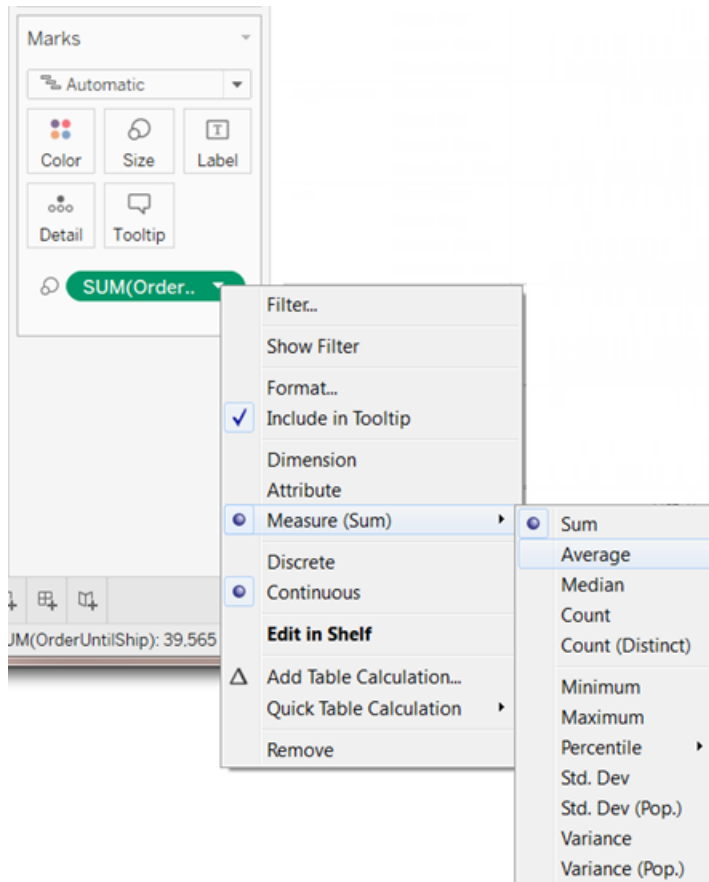 Marks
Automatic
Color Size Label
Detail Tooltip
SUM(Order..
Filter...
Show Filter
Format...
Include in Tooltip
Dimension
Attribute
Measure (Sum)
Discrete
Continuous
Edit in Shelf
Add Table Calculation...
Quick Table Calculation
Remove
Sum
Average
Median
Count
Count (Distinct)
Minimum
Maximum
Percentile
Std. Dev
Std. Dev (Pop.)
Variance
Variance (Pop.)
UM(OrderUntilShip): 39,565